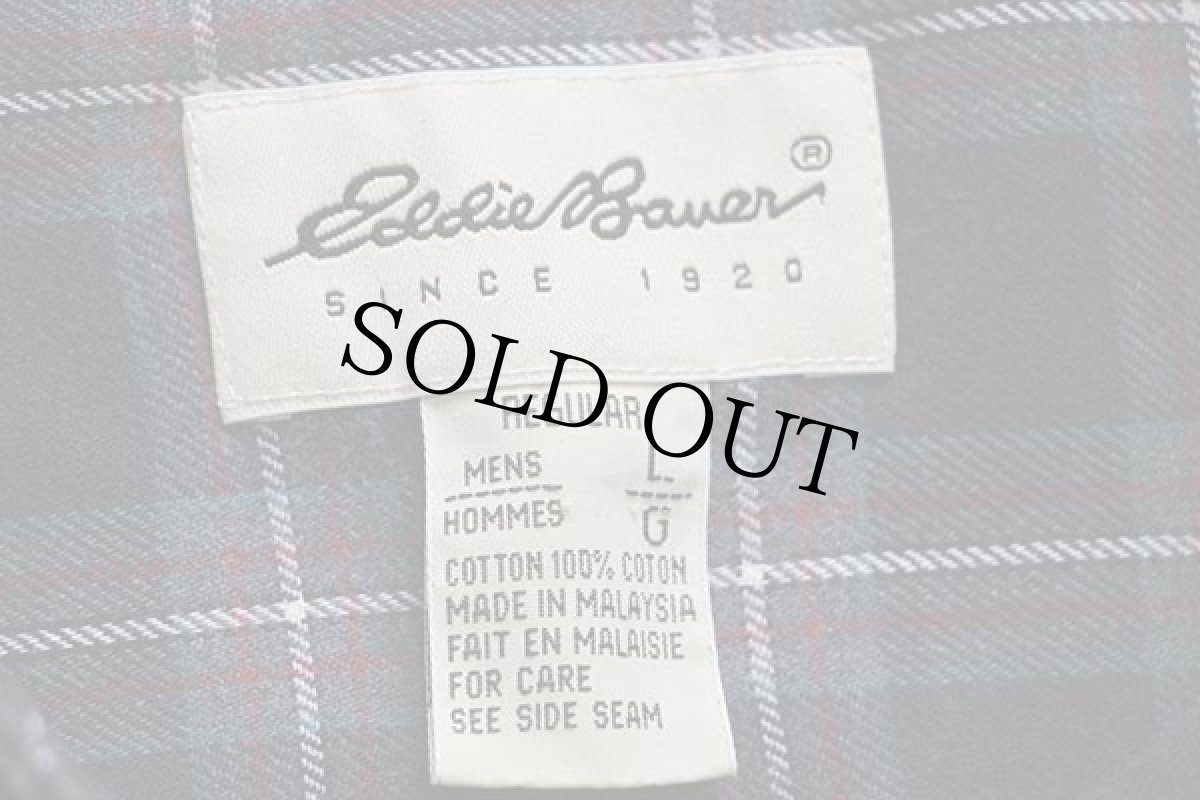 Eddie Bauer®
SINCE 1920
SOLD OUT
REGULAR
MENS L
HOMMES G
COTTON 100% COTON
MADE IN MALAYSIA
FAIT EN MALAISIE
FOR CARE
SEE SIDE SEAM